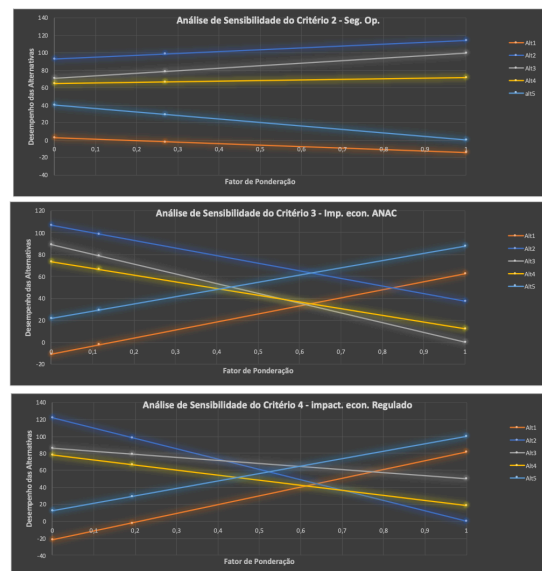 Análise de Sensibilidade do Critério 2 - Seg. Op.
Desempenho das Alternativas
140
120
100
80
60
40
20
0
-20
-40
0 0,1 0,2 0,3 0,4 0,5 0,6 0,7 0,8 0,9 1
Fator de Ponderação
Alt1
Alt2
Alt3
Alt4
alt5
Análise de Sensibilidade do Critério 3 - Imp. econ. ANAC
Desempenho das Alternativas
120
100
80
60
40
20
0
-20
0 0,1 0,2 0,3 0,4 0,5 0,6 0,7 0,8 0,9 1
Fator de Ponderação
Alt1
Alt2
Alt3
Alt4
Alt5
Análise de Sensibilidade do Critério 4 - impact. econ. Regulado
Desempenho das Alternativas
140
120
100
80
60
40
20
0
-20
-40
0 0,1 0,2 0,3 0,4 0,5 0,6 0,7 0,8 0,9 1
Fator de Ponderação
Alt1
Alt2
Alt3
Alt4
Alt5